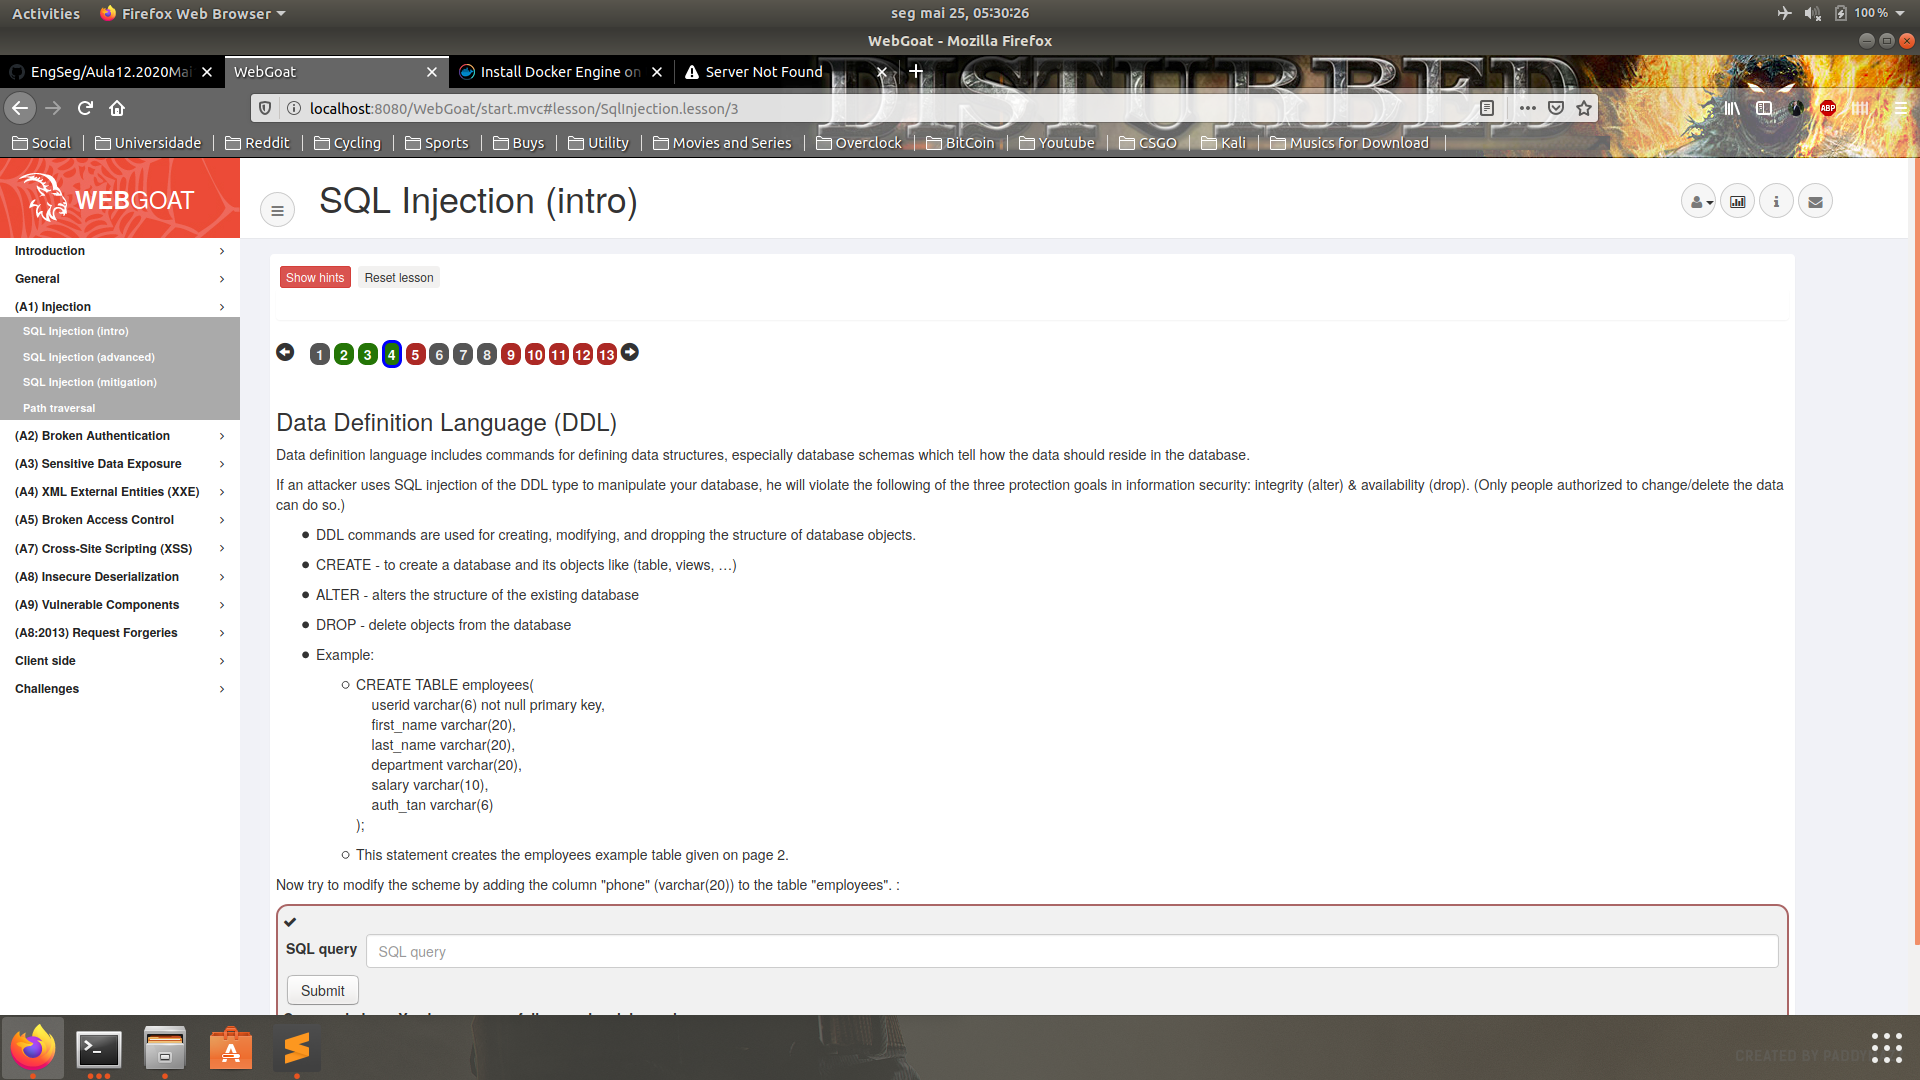 Activities Firefox Web Browser seg mai 25, 05:30:26 100 %
WebGoat - Mozilla Firefox
EngSeg/Aula12.2020Mai WebGoat Install Docker Engine on Server Not Found
DISTURBED
localhost:8080/WebGoat/start.mvc#lesson/SqlInjection.lesson/3
ABP
Social Universidade Reddit Cycling Sports Buys Utility Movies and Series Overclock BitCoin Youtube CSGO Kali Musics for Download
WEBGOAT
SQL Injection (intro)
Introduction
General
(A1) Injection
SQL Injection (intro)
SQL Injection (advanced)
SQL Injection (mitigation)
Path traversal
(A2) Broken Authentication
(A3) Sensitive Data Exposure
(A4) XML External Entities (XXE)
(A5) Broken Access Control
(A7) Cross-Site Scripting (XSS)
(A8) Insecure Deserialization
(A9) Vulnerable Components
(A8:2013) Request Forgeries
Client side
Challenges
Show hints Reset lesson
1 2 3 4 5 6 7 8 9 10 11 12 13
Data Definition Language (DDL)
Data definition language includes commands for defining data structures, especially database schemas which tell how the data should reside in the database.
If an attacker uses SQL injection of the DDL type to manipulate your database, he will violate the following of the three protection goals in information security: integrity (alter) & availability (drop). (Only people authorized to change/delete the data
can do so.)
DDL commands are used for creating, modifying, and dropping the structure of database objects.
CREATE - to create a database and its objects like (table, views, …)
ALTER - alters the structure of the existing database
DROP - delete objects from the database
Example:
CREATE TABLE employees(
userid varchar(6) not null primary key,
first_name varchar(20),
last_name varchar(20),
department varchar(20),
salary varchar(10),
auth_tan varchar(6)
);
This statement creates the employees example table given on page 2.
Now try to modify the scheme by adding the column "phone" (varchar(20)) to the table "employees". :
SQL query SQL query
Submit
CREATED BY PADDY